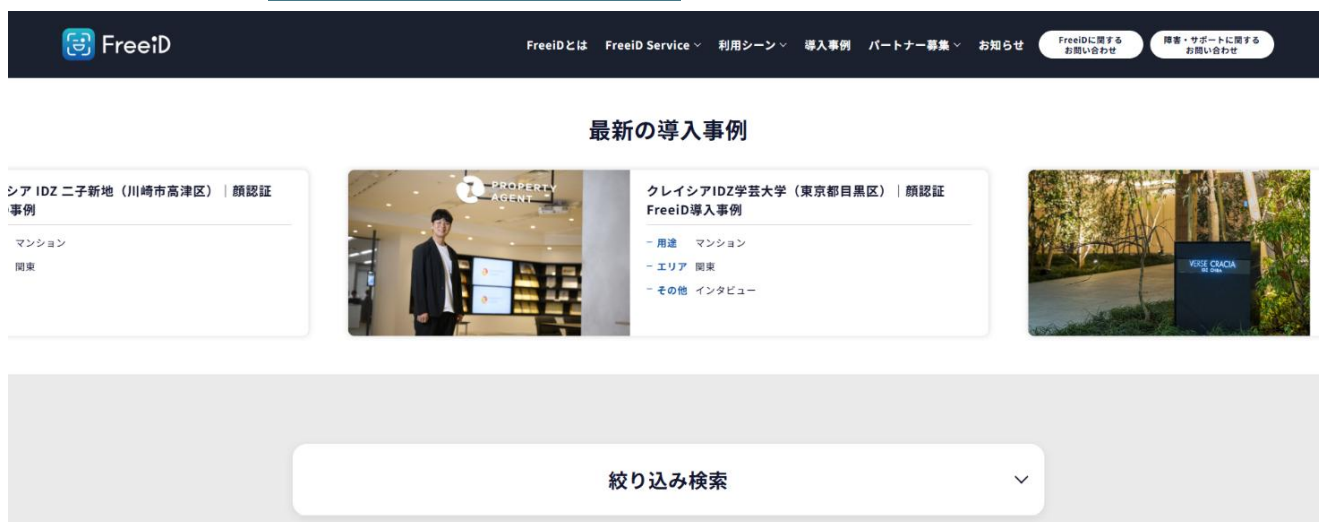 FreeiD
FreeiDとは
FreeiD Service
利用シーン
導入事例
パートナー募集
お知らせ
FreeiDに関する
お問い合わせ
障害・サポートに関する
お問い合わせ
最新の導入事例
シア IDZ 二子新地（川崎市高津区）｜顔認証
事例
マンション
関東
PROPERTY
AGENT
クレイシアIDZ学芸大学（東京都目黒区）｜顔認証
FreeiD導入事例
- 用途 マンション
- エリア 関東
- その他 インタビュー
VERSE CRACIA
絞り込み検索